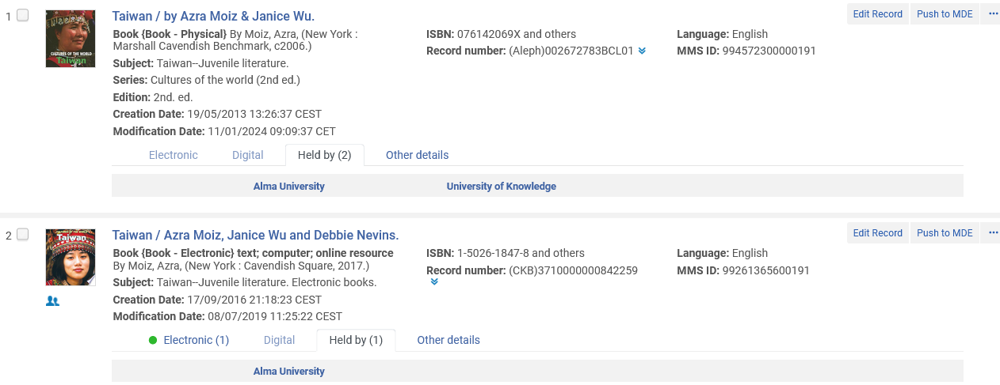 1
Taiwan / by Azra Moiz & Janice Wu.
Edit Record Push to MDE ...
Book {Book - Physical} By Moiz, Azra, (New York :
Marshall Cavendish Benchmark, c2006.)
Subject: Taiwan--Juvenile literature.
Series: Cultures of the world (2nd ed.)
Edition: 2nd. ed.
Creation Date: 19/05/2013 13:26:37 CEST
Modification Date: 11/01/2024 09:09:37 CET
ISBN: 076142069X and others
Record number: (Aleph)002672783BCL01
Language: English
MMS ID: 994572300000191
CULTURES OF THE WORLD
Taiwan
Electronic Digital Held by (2) Other details
Alma University University of Knowledge
2
Taiwan / Azra Moiz, Janice Wu and Debbie Nevins.
Edit Record Push to MDE ...
Book {Book - Electronic} text; computer; online resource
By Moiz, Azra, (New York : Cavendish Square, 2017.)
Subject: Taiwan--Juvenile literature. Electronic books.
Creation Date: 17/09/2016 21:18:23 CEST
Modification Date: 08/07/2019 11:25:22 CEST
ISBN: 1-5026-1847-8 and others
Record number: (CKB)3710000000842259
Language: English
MMS ID: 99261365600191
Taiwan
Electronic (1) Digital Held by (1) Other details
Alma University